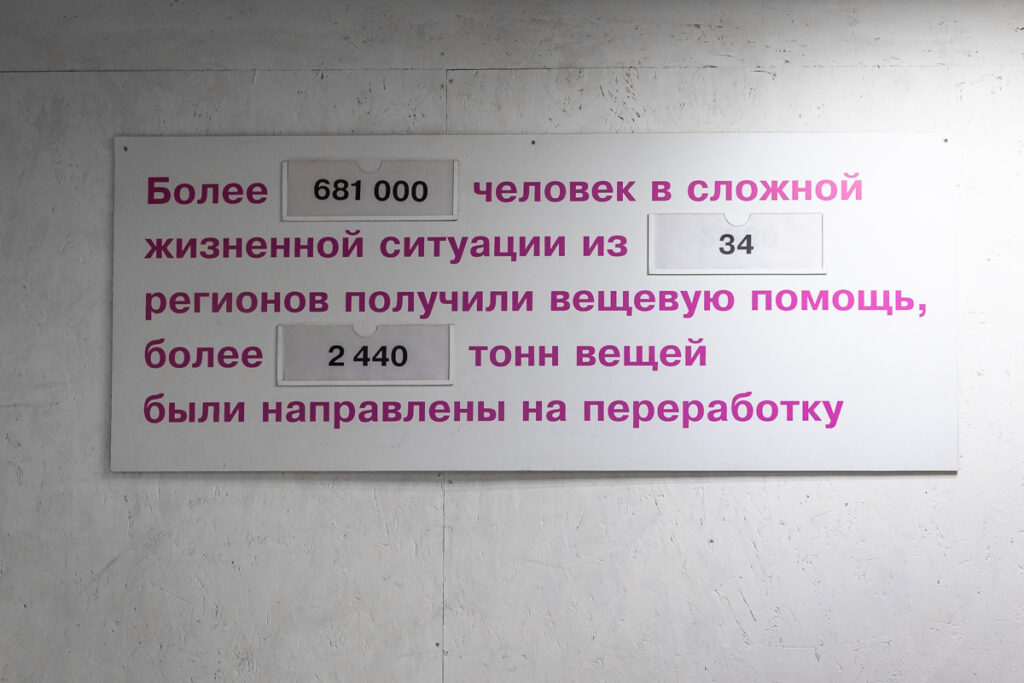 Более 681 000 человек в сложной
жизненной ситуации из 34
регионов получили вещевую помощь,
более 2 440 тонн вещей
были направлены на переработку